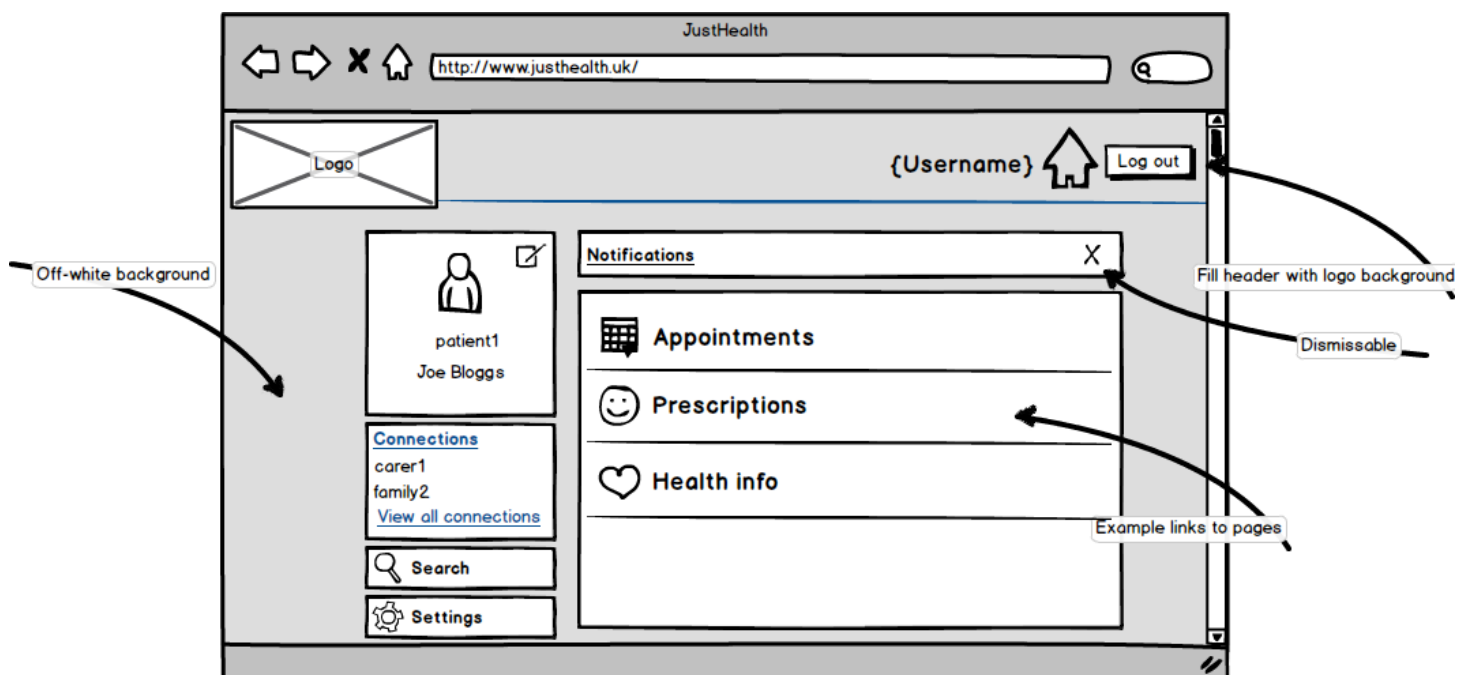 JustHealth
http://www.justhealth.uk/
Logo
{Username}
Log out
Off-white background
patient1
Joe Bloggs
Connections
carer1
family2
View all connections
Search
Settings
Notifications
X
Appointments
Prescriptions
Health info
Fill header with logo background
Dismissable
Example links to pages